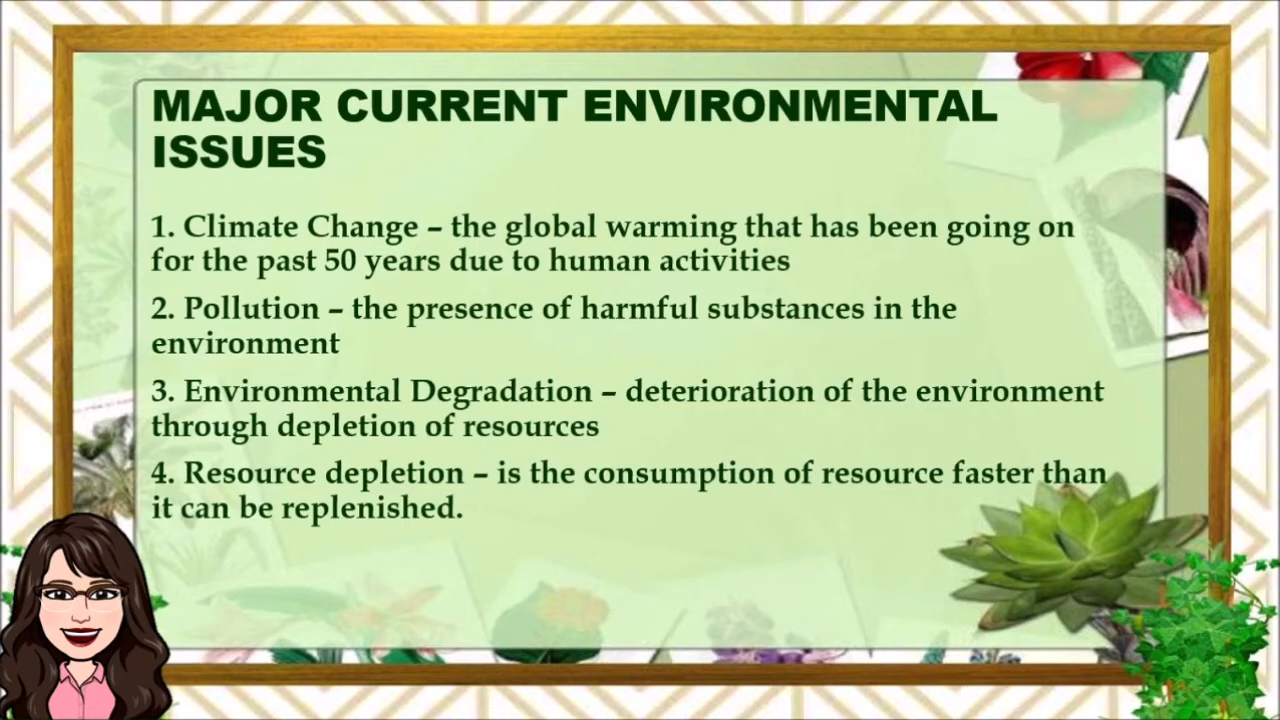 MAJOR CURRENT ENVIRONMENTAL
ISSUES
1. Climate Change – the global warming that has been going on
for the past 50 years due to human activities
2. Pollution – the presence of harmful substances in the
environment
3. Environmental Degradation – deterioration of the environment
through depletion of resources
4. Resource depletion – is the consumption of resource faster than
it can be replenished.